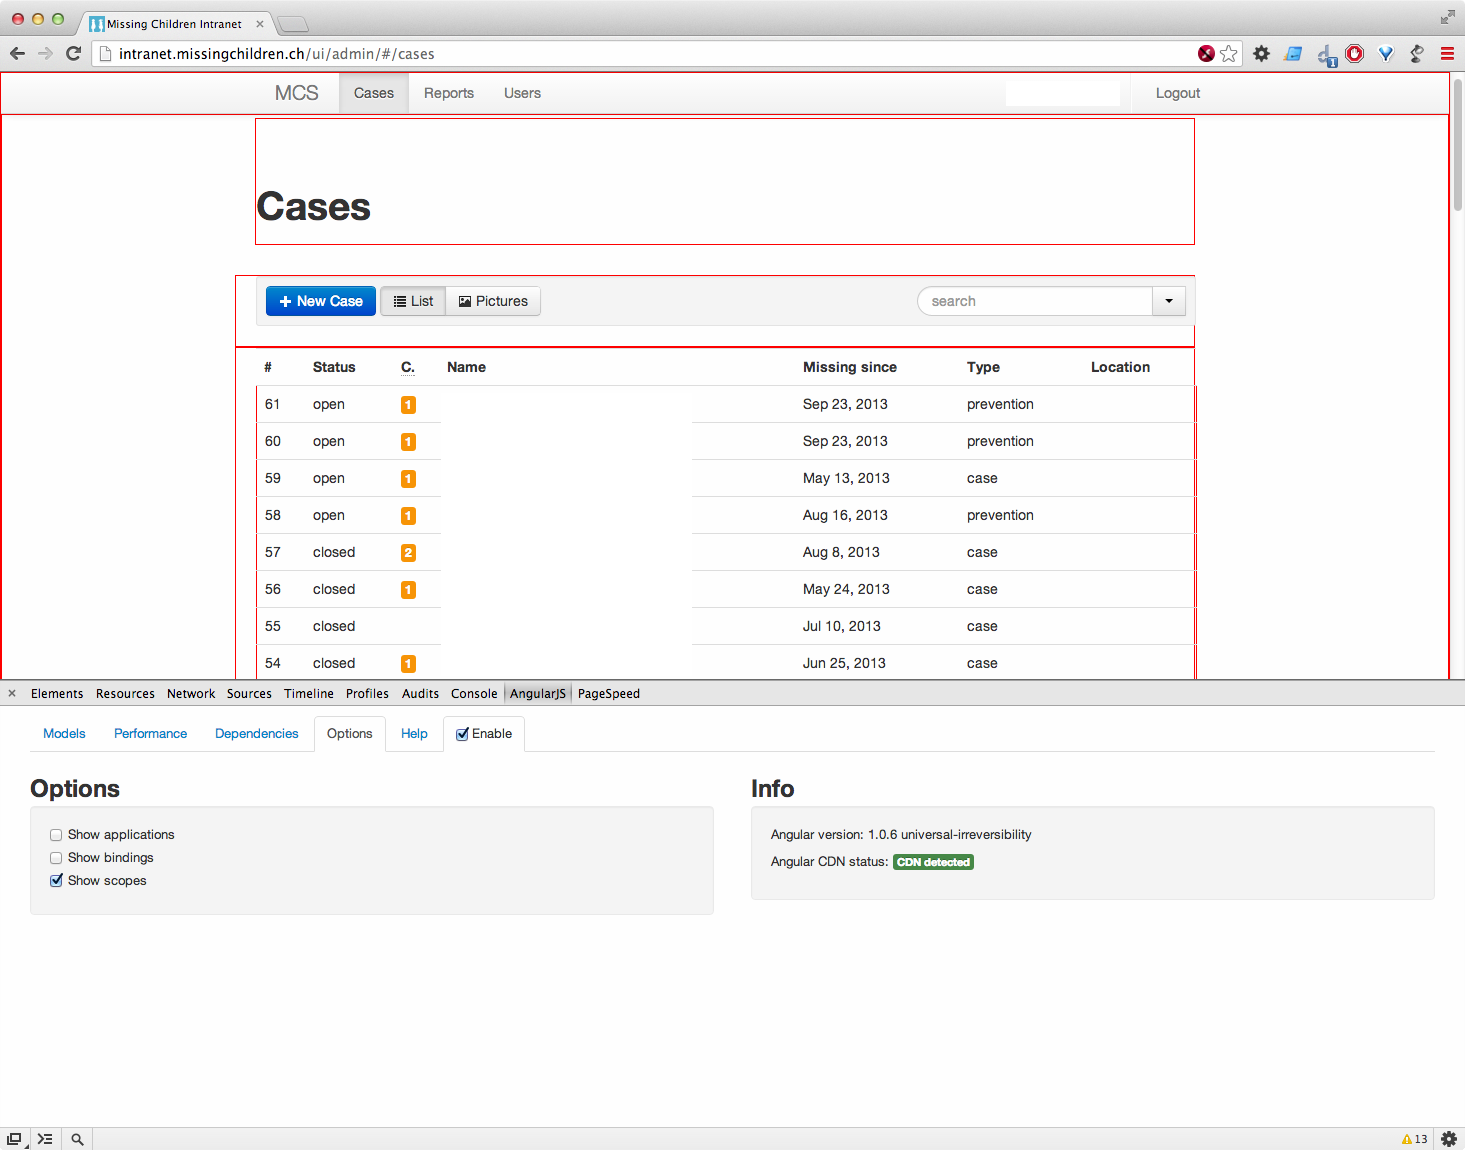 Missing Children Intranet
intranet.missingchildren.ch/ui/admin/#/cases
1
MCS Cases Reports Users Logout
Cases
New Case List Pictures search
# Status C. Name Missing since Type Location
61 open 1 Sep 23, 2013 prevention
60 open 1 Sep 23, 2013 prevention
59 open 1 May 13, 2013 case
58 open 1 Aug 16, 2013 prevention
57 closed 2 Aug 8, 2013 case
56 closed 1 May 24, 2013 case
55 closed Jul 10, 2013 case
54 closed 1 Jun 25, 2013 case
Elements Resources Network Sources Timeline Profiles Audits Console AngularJS PageSpeed
Models Performance Dependencies Options Help Enable
Options
Show applications
Show bindings
Show scopes
Info
Angular version: 1.0.6 universal-irreversibility
Angular CDN status: CDN detected
13